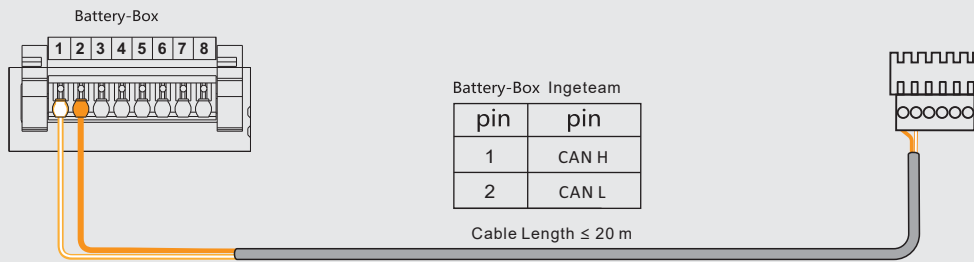 Battery-Box
1 2 3 4 5 6 7 8
Battery-Box Ingeteam
pin pin
1 CAN H
2 CAN L
Cable Length ≤ 20 m